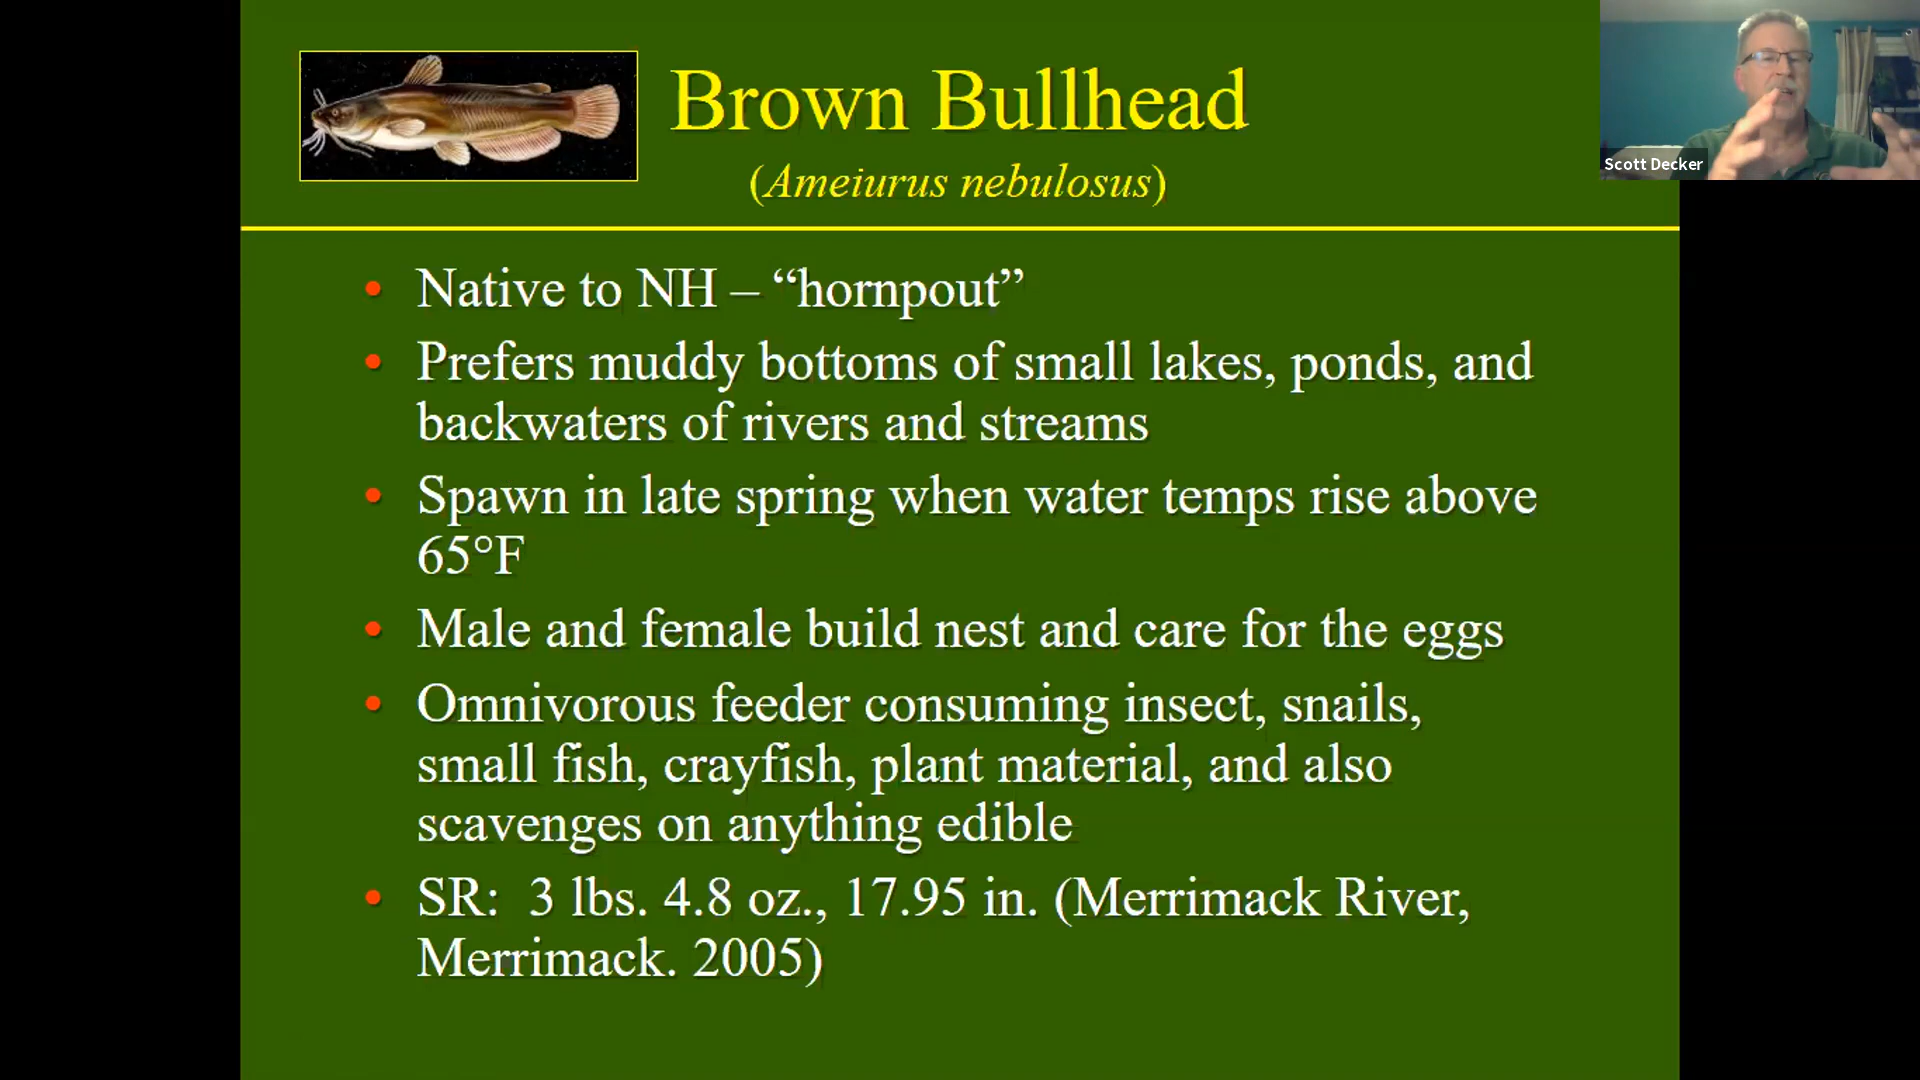 Brown Bullhead
(Ameiurus nebulosus)
Scott Decker
• Native to NH – “hornpout”
• Prefers muddy bottoms of small lakes, ponds, and
backwaters of rivers and streams
• Spawn in late spring when water temps rise above
65°F
• Male and female build nest and care for the eggs
• Omnivorous feeder consuming insect, snails,
small fish, crayfish, plant material, and also
scavenges on anything edible
• SR:  3 lbs. 4.8 oz., 17.95 in. (Merrimack River,
Merrimack. 2005)